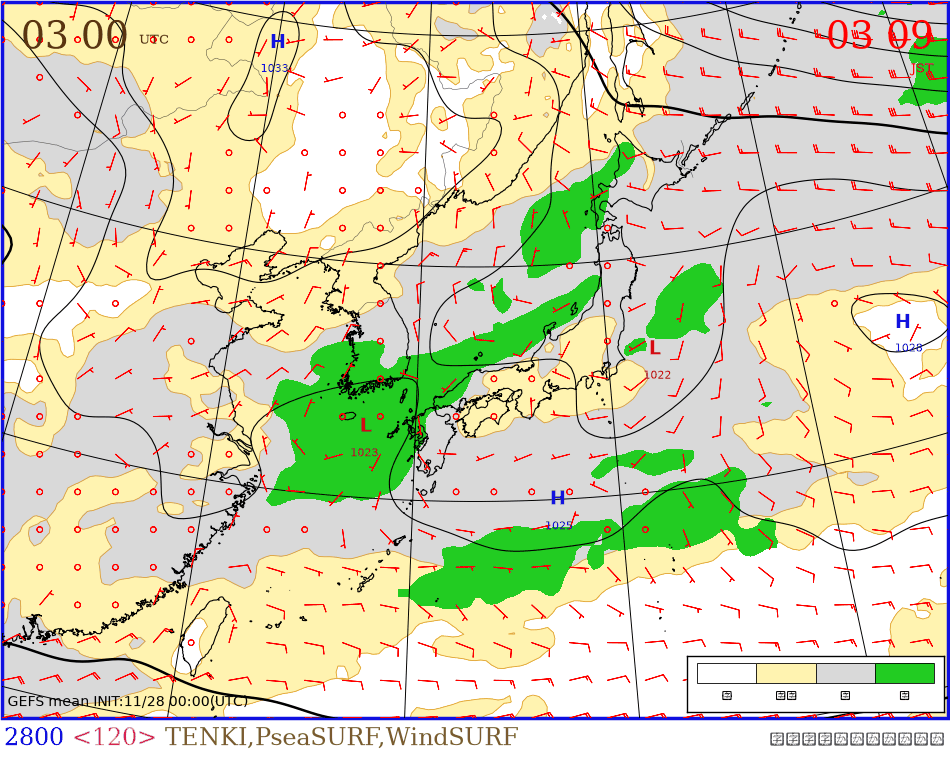 03 00 UTC
03 09
JST
H
1033
H
1028
L
1022
L
1023
H
1025
GEFS mean INIT:11/28 00:00(UTC)
2800 <120> TENKI,PseaSURF,WindSURF